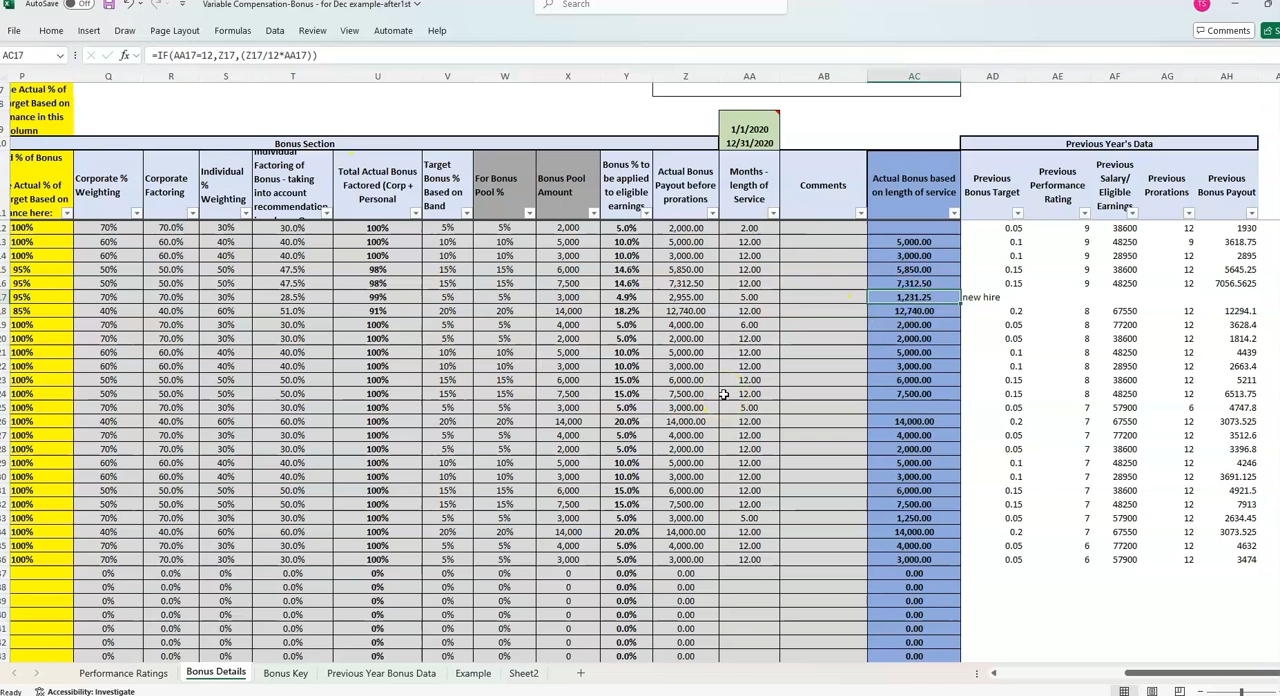 AutoSave Off Variable Compensation-Bonus - for Dec example-after1st Search TS
File Home Insert Draw Page Layout Formulas Data Review View Automate Help Comments
AC17 fx =IF(AA17=12,Z17,(Z17/12*AA17))
P Q R S T U V W X Y Z AA AB AC AD AE AF AG AH
e Actual % of
arget Based on
mance in this
olumn
1/1/2020
12/31/2020
Bonus Section Previous Year's Data
d % of Bonus
e Actual % of
rget Based on
nce here:
Corporate %
Weighting
Corporate
Factoring
Individual
%
Weighting
Individual
Factoring of
Bonus - taking
into account
recommendation
Total Actual Bonus
Factored (Corp +
Personal
Target
Bonus %
Based on
Band
For Bonus
Pool %
Bonus Pool
Amount
Bonus % to
be applied to
eligible
earnings
Actual Bonus
Payout before
prorations
Months -
length of
Service
Comments
Actual Bonus based
on length of service
Previous
Bonus Target
Previous
Performance
Rating
Previous
Salary/
Eligible
Earnings
Previous
Prorations
Previous
Bonus Payout
100% 70% 70.0% 30% 30.0% 100% 5% 5% 2,000 5.0% 2,000.00 2.00 0.05 9 38600 12 1930
100% 60% 60.0% 40% 40.0% 100% 10% 10% 5,000 10.0% 5,000.00 12.00 5,000.00 0.1 9 48250 9 3618.75
100% 60% 60.0% 40% 40.0% 100% 10% 10% 3,000 10.0% 3,000.00 12.00 3,000.00 0.1 9 28950 12 2895
95% 50% 50.0% 50% 47.5% 98% 15% 15% 6,000 14.6% 5,850.00 12.00 5,850.00 0.15 9 38600 12 5645.25
95% 50% 50.0% 50% 47.5% 98% 15% 15% 7,500 14.6% 7,312.50 12.00 7,312.50 0.15 9 48250 12 7056.5625
95% 70% 70.0% 30% 28.5% 99% 5% 5% 3,000 4.9% 2,955.00 5.00 1,231.25 new hire
85% 40% 40.0% 60% 51.0% 91% 20% 20% 14,000 18.2% 12,740.00 12.00 12,740.00 0.2 8 67550 12 12294.1
100% 70% 70.0% 30% 30.0% 100% 5% 5% 4,000 5.0% 4,000.00 6.00 2,000.00 0.05 8 77200 12 3628.4
100% 70% 70.0% 30% 30.0% 100% 5% 5% 2,000 5.0% 2,000.00 12.00 2,000.00 0.05 8 38600 12 1814.2
100% 60% 60.0% 40% 40.0% 100% 10% 10% 5,000 10.0% 5,000.00 12.00 5,000.00 0.1 8 48250 12 4439
100% 60% 60.0% 40% 40.0% 100% 10% 10% 3,000 10.0% 3,000.00 12.00 3,000.00 0.1 8 28950 12 2663.4
100% 50% 50.0% 50% 50.0% 100% 15% 15% 6,000 15.0% 6,000.00 12.00 6,000.00 0.15 8 38600 12 5211
100% 50% 50.0% 50% 50.0% 100% 15% 15% 7,500 15.0% 7,500.00 12.00 7,500.00 0.15 8 48250 12 6513.75
100% 70% 70.0% 30% 30.0% 100% 5% 5% 3,000 5.0% 3,000.00 5.00 0.05 8 57900 6 4747.8
100% 40% 40.0% 60% 60.0% 100% 20% 20% 14,000 20.0% 14,000.00 12.00 14,000.00 0.2 7 67550 12 3073.525
100% 70% 70.0% 30% 30.0% 100% 5% 5% 4,000 5.0% 4,000.00 12.00 4,000.00 0.05 7 77200 12 3512.6
100% 70% 70.0% 30% 30.0% 100% 5% 5% 2,000 5.0% 2,000.00 12.00 2,000.00 0.05 7 38600 12 3396.8
100% 60% 60.0% 40% 40.0% 100% 10% 10% 5,000 10.0% 5,000.00 12.00 5,000.00 0.1 7 48250 12 4246
100% 60% 60.0% 40% 40.0% 100% 10% 10% 3,000 10.0% 3,000.00 12.00 3,000.00 0.1 7 28950 12 3691.125
100% 50% 50.0% 50% 50.0% 100% 15% 15% 6,000 15.0% 6,000.00 12.00 6,000.00 0.15 7 38600 12 4921.5
100% 50% 50.0% 50% 50.0% 100% 15% 15% 7,500 15.0% 7,500.00 12.00 7,500.00 0.15 7 48250 12 7913
100% 70% 70.0% 30% 30.0% 100% 5% 5% 3,000 5.0% 3,000.00 5.00 1,250.00 0.05 7 57900 12 2634.45
100% 40% 40.0% 60% 60.0% 100% 20% 20% 14,000 20.0% 14,000.00 12.00 14,000.00 0.2 7 67550 12 3073.525
100% 70% 70.0% 30% 30.0% 100% 5% 5% 4,000 5.0% 4,000.00 12.00 4,000.00 0.05 6 77200 12 4632
100% 70% 70.0% 30% 30.0% 100% 5% 5% 3,000 5.0% 3,000.00 12.00 3,000.00 0.05 6 57900 12 3474
0% 0.0% 0% 0.0% 0% 0% 0% 0 0.0% 0.00 0.00
0% 0.0% 0% 0.0% 0% 0% 0% 0 0.0% 0.00 0.00
0% 0.0% 0% 0.0% 0% 0% 0% 0 0.0% 0.00 0.00
0% 0.0% 0% 0.0% 0% 0% 0% 0 0.0% 0.00 0.00
0% 0.0% 0% 0.0% 0% 0% 0% 0 0.0% 0.00 0.00
0% 0.0% 0% 0.0% 0% 0% 0% 0 0.0% 0.00 0.00
0% 0.0% 0% 0.0% 0% 0% 0% 0 0.0% 0.00 0.00
Performance Ratings Bonus Details Bonus Key Previous Year Bonus Data Example Sheet2
Ready Accessibility: Investigate